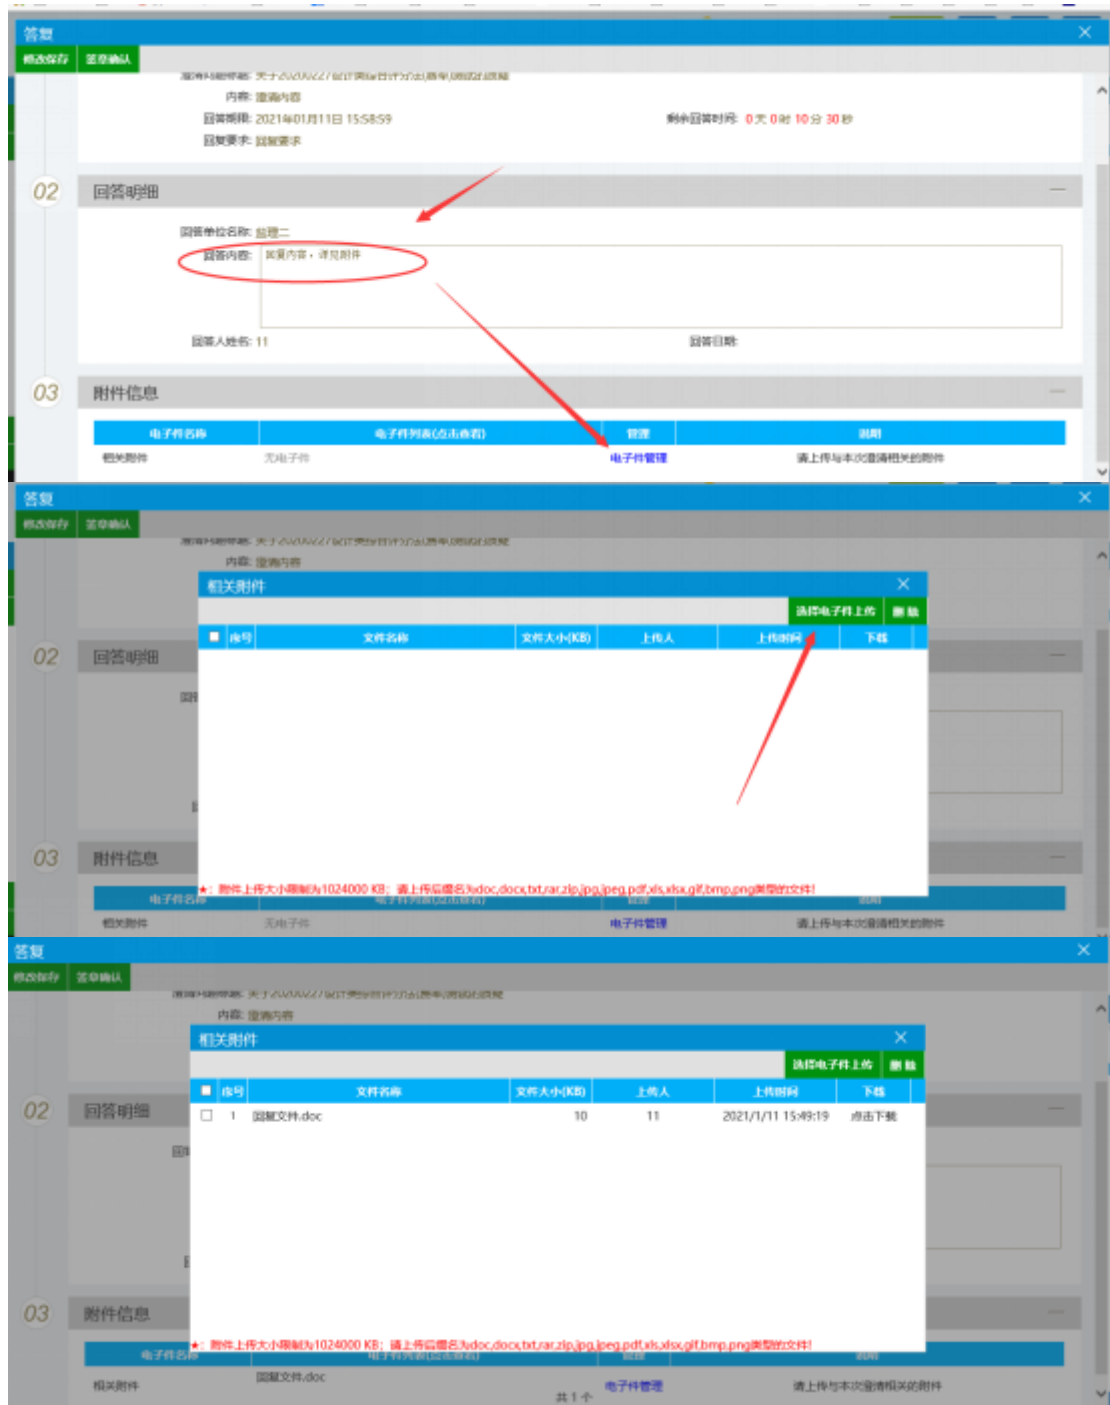 答复
修改保存 签章确认
内容: 澄清内容
回答期限: 2021年01月11日 15:58:59 剩余回答时间: 0 天 0 时 10 分 30 秒
回复要求: 回复要求
02 回答明细
回答单位名称: 监理二
回答内容: 回复内容，详见附件
回答人姓名: 11 回答日期:
03 附件信息
电子件名称 电子件列表(点击查看) 管理 说明
相关附件 无电子件 电子件管理 请上传与本次澄清相关的附件
答复
修改保存 签章确认
内容: 澄清内容
相关附件
选择电子件上传 删除
序号 文件名称 文件大小(KB) 上传人 上传时间 下载
02 回答明细
03 附件信息
★: 附件上传大小限制为1024000 KB; 请上传后缀名为doc,docx,txt,rar,zip,jpg,jpeg,pdf,xls,xlsx,gif,bmp,png类型的文件!
相关附件 无电子件 电子件管理 请上传与本次澄清相关的附件
答复
修改保存 签章确认
内容: 澄清内容
相关附件
选择电子件上传 删除
序号 文件名称 文件大小(KB) 上传人 上传时间 下载
02 回答明细
1 回复文件.doc 10 11 2021/1/11 15:49:19 点击下载
03 附件信息
★: 附件上传大小限制为1024000 KB; 请上传后缀名为doc,docx,txt,rar,zip,jpg,jpeg,pdf,xls,xlsx,gif,bmp,png类型的文件!
回复文件.doc
相关附件 电子件管理 请上传与本次澄清相关的附件
共 1 个